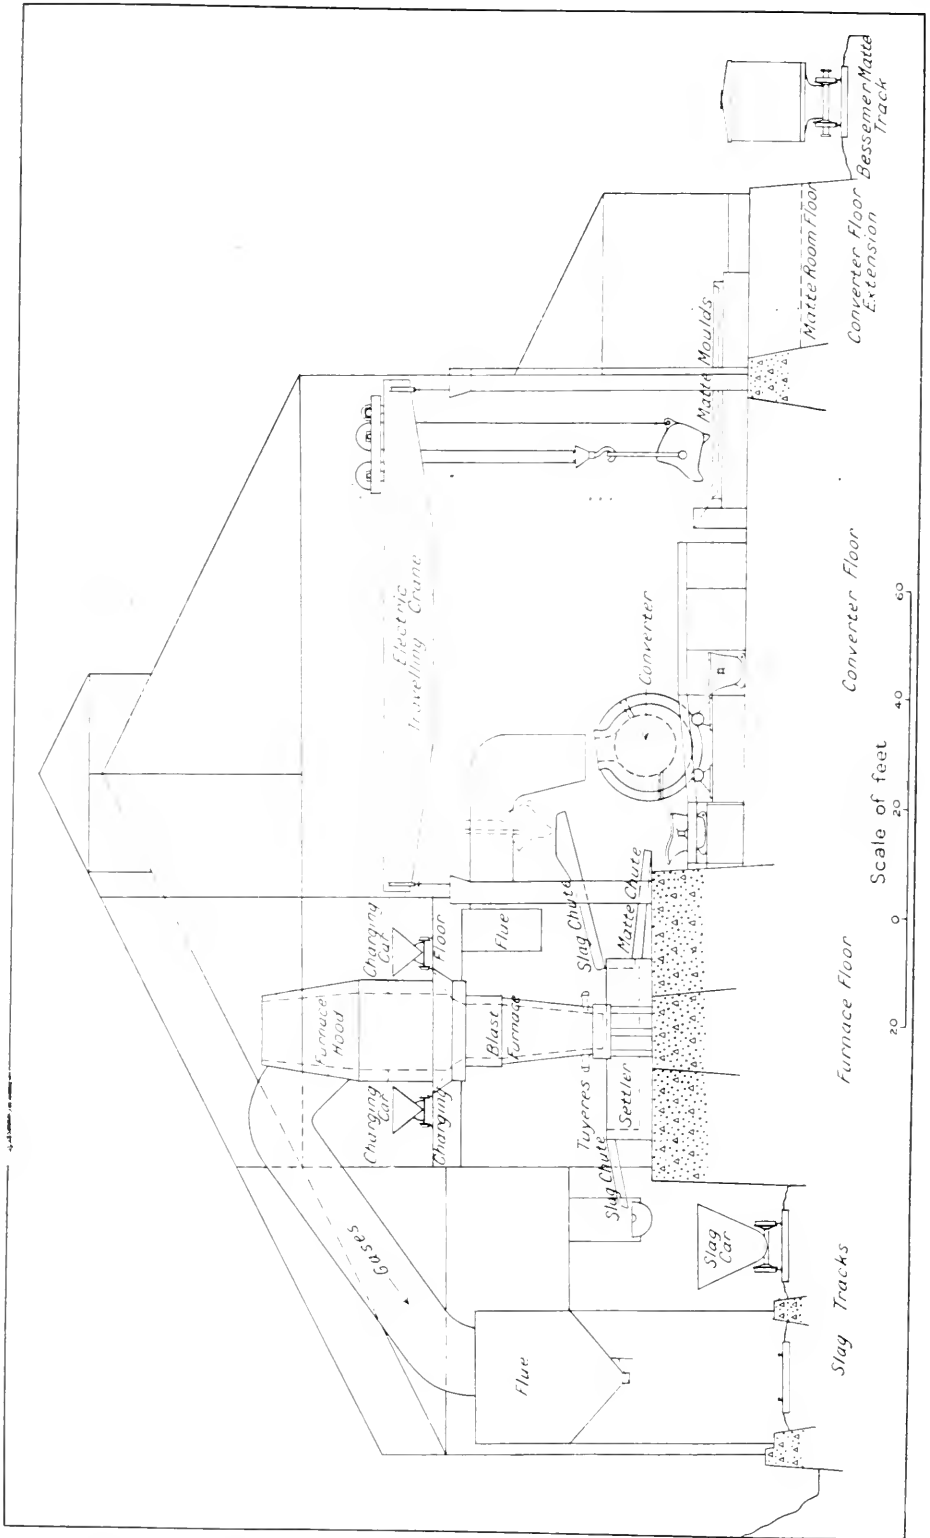 Gases
Flue
Slag Tracks
Slag
Car
Slag Chute
Settler
Tuyeres
Charging
Car
Charging
Furnace
Hood
Blast
Furnace
Charging
Car
Floor
Flue
Slag Chute
Matte Chute
Furnace Floor
Electric
Travelling Crane
Converter
Converter Floor
Matte Moulds
Matte Room Floor
Converter Floor
Extension
Bessemer Matte
Track
20 0 20 40 60
Scale of feet